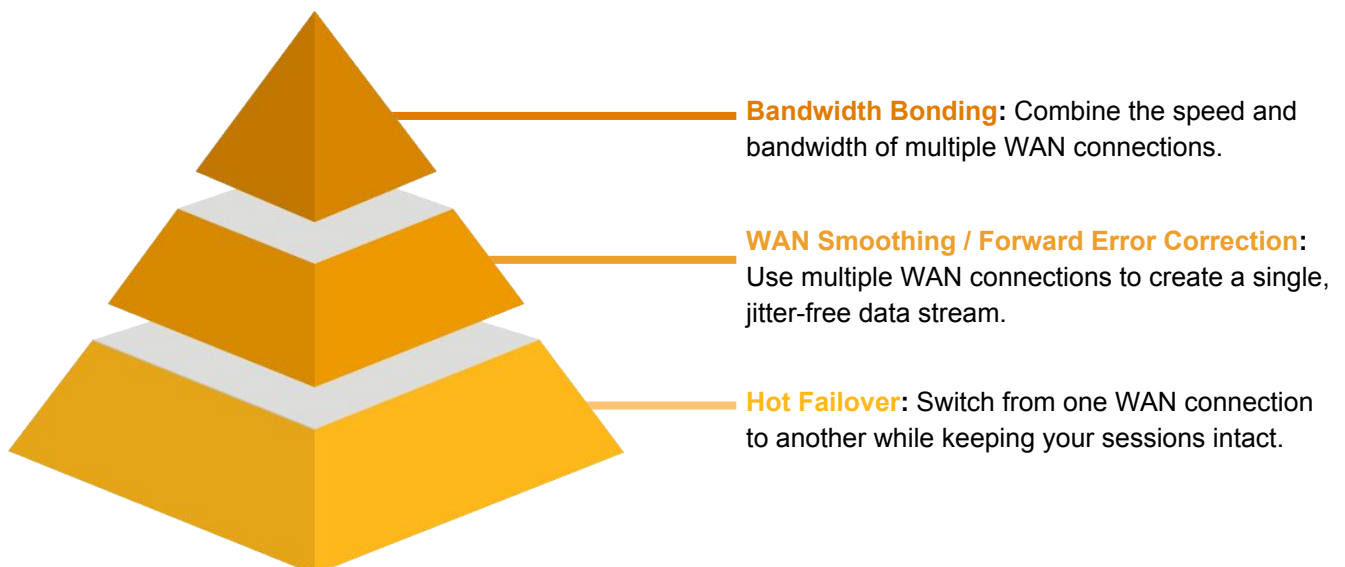 Bandwidth Bonding: Combine the speed and
bandwidth of multiple WAN connections.
WAN Smoothing / Forward Error Correction:
Use multiple WAN connections to create a single,
jitter-free data stream.
Hot Failover: Switch from one WAN connection
to another while keeping your sessions intact.